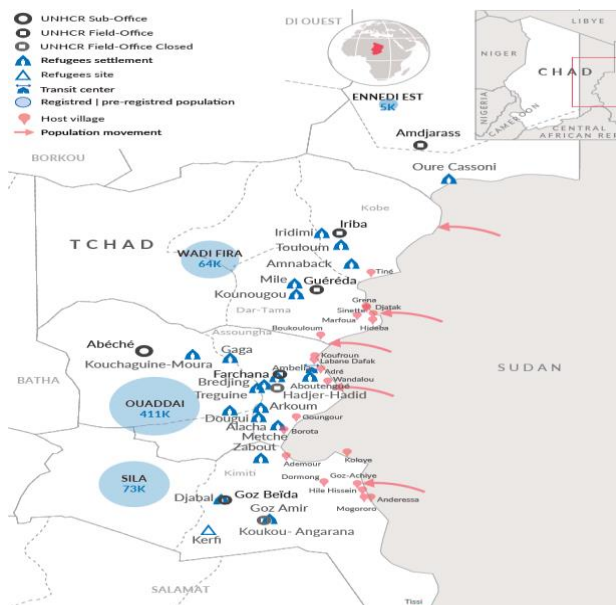 UNHCR Sub-Office
UNHCR Field-Office
UNHCR Field-Office Closed
Refugees settlement
Refugees site
Transit center
Registred | pre-registred population
Host village
Population movement
DI OUEST
LIBYE
NIGER
CHAD
NIGERIA
CAMEROON
CENTRAL
AFRICAN REP
ENNEDI EST
5K
Amdjarass
BORKOU
Oure Cassoni
Kobe
TCHAD
Iriba
Iridimi
Touloum
WADI FIRA
64K
Amnaback
Tiné
Mile
Guéréda
Kounougou
Dar-Tama
Grena
Sinette
Djatak
Marfoua
Hideba
Assoungha
Boukouloum
Abéché
Gaga
Kouchaguine-Moura
Koufroun
Labane Dafak
SUDAN
BATHA
Farchana
Adré
Bredjing
Wandalou
Aboutengue
Treguine
Hadjer-Hadid
OUADDAI
411K
Arkoum
Dougui
Goungour
Alacha
Borota
Metche
Zabout
Ademour
Koloye
SILA
73K
Kimiti
Dormong
Goz-Achiye
Hile Hissein
Djabal
Goz Beïda
Anderessa
Mogororo
Goz Amir
Koukou- Angarana
Kerfi
SALAMAT
Tissi